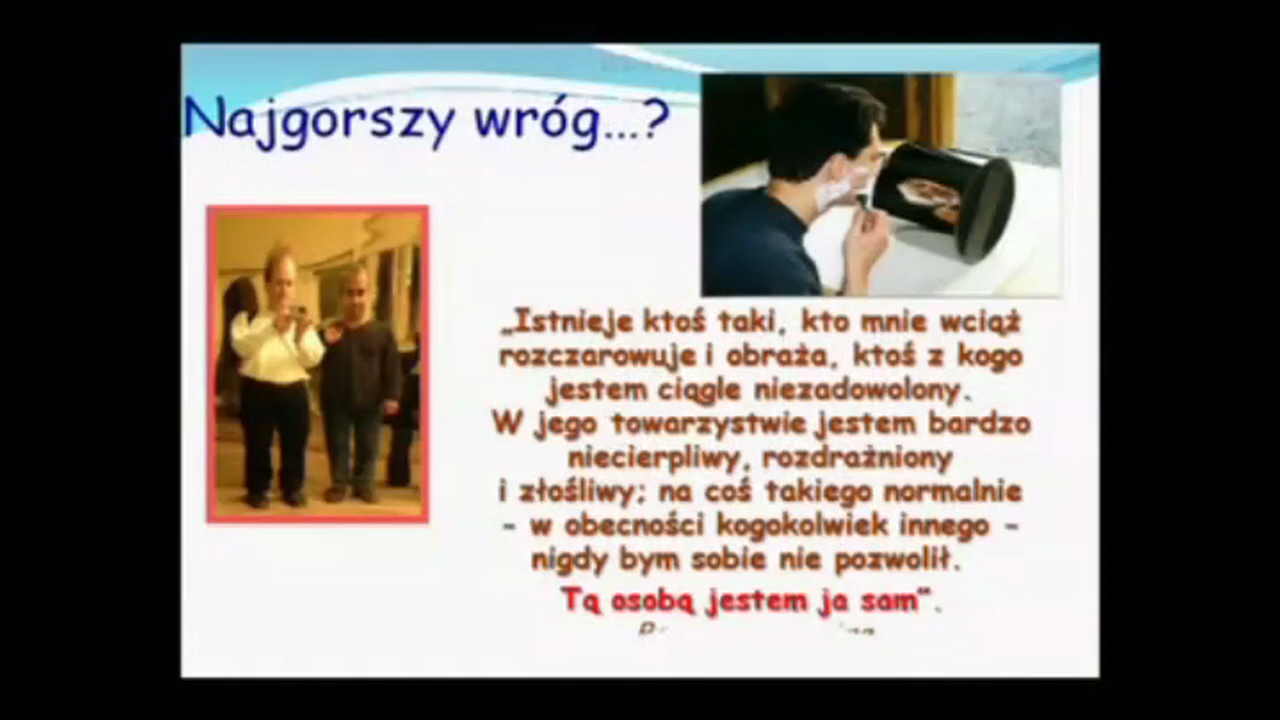 Najgorszy wróg...?
„Istnieje ktoś taki, kto mnie wciąż
rozczarowuje i obraża, ktoś z kogo
jestem ciągle niezadowolony.
W jego towarzystwie jestem bardzo
niecierpliwy, rozdrażniony
i złośliwy; na coś takiego normalnie
- w obecności kogokolwiek innego -
nigdy bym sobie nie pozwolił.
Tą osobą jestem ja sam”.